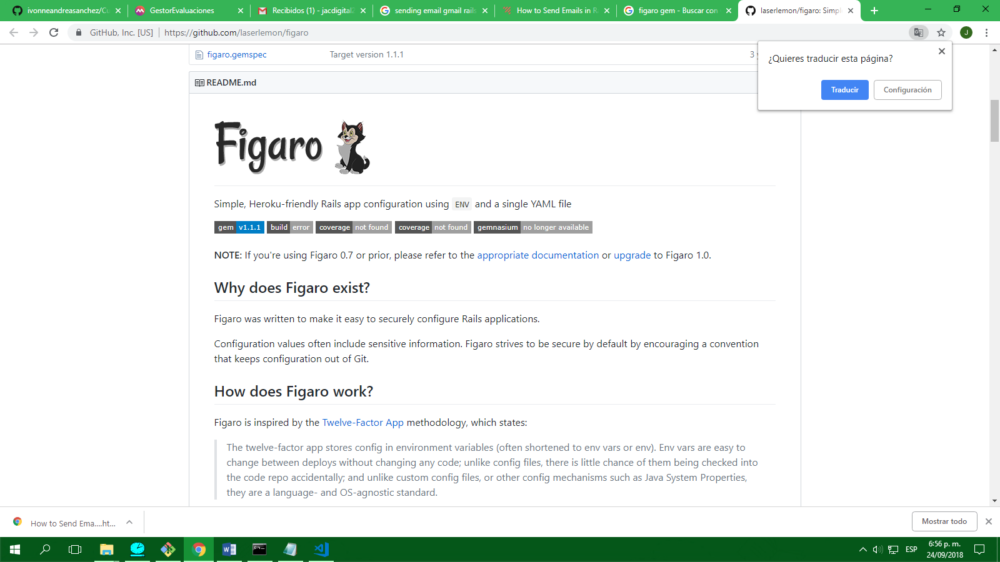 ivonneandreasanchez/Cu
GestorEvaluaciones
Recibidos (1) - jacdigital2
sending email gmail rails
How to Send Emails in R
figaro gem - Buscar con
laserlemon/figaro: Simpl
GitHub, Inc. [US]
https://github.com/laserlemon/figaro
J
¿Quieres traducir esta página?
Traducir
Configuración
figaro.gemspec
Target version 1.1.1
3 y
README.md
Figaro
Simple, Heroku-friendly Rails app configuration using ENV and a single YAML file
gem v1.1.1 build error coverage not found coverage not found gemnasium no longer available
NOTE: If you're using Figaro 0.7 or prior, please refer to the appropriate documentation or upgrade to Figaro 1.0.
Why does Figaro exist?
Figaro was written to make it easy to securely configure Rails applications.
Configuration values often include sensitive information. Figaro strives to be secure by default by encouraging a convention
that keeps configuration out of Git.
How does Figaro work?
Figaro is inspired by the Twelve-Factor App methodology, which states:
The twelve-factor app stores config in environment variables (often shortened to env vars or env). Env vars are easy to
change between deploys without changing any code; unlike config files, there is little chance of them being checked into
the code repo accidentally; and unlike custom config files, or other config mechanisms such as Java System Properties,
they are a language- and OS-agnostic standard.
How to Send Ema....ht...
Mostrar todo
ESP
6:56 p. m.
24/09/2018